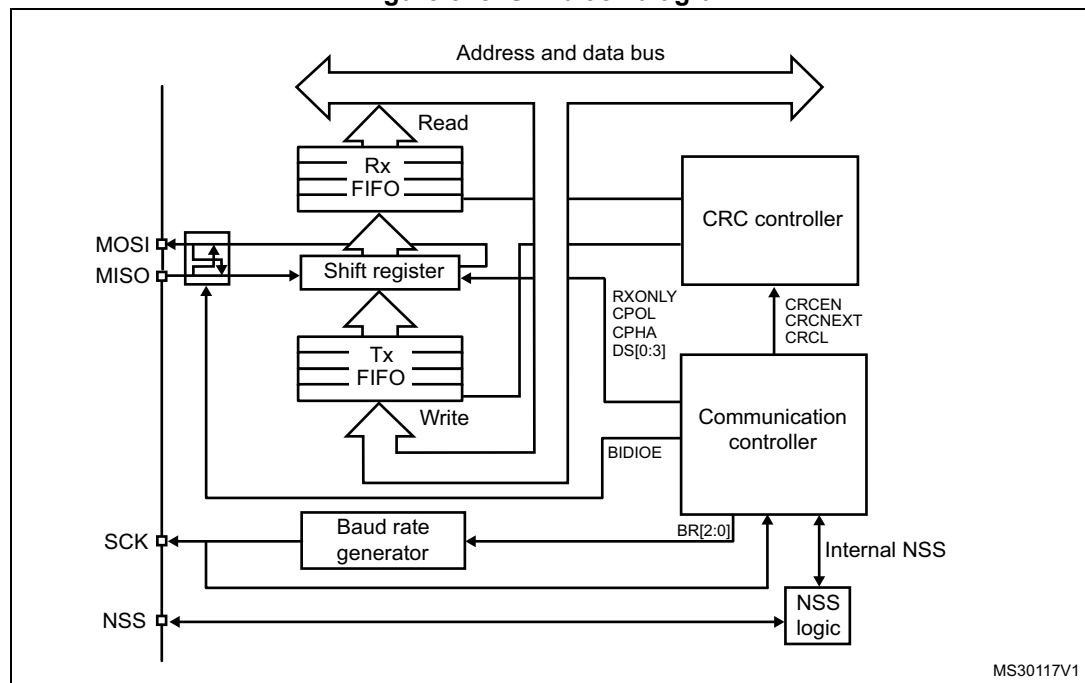 Address and data bus
Read
Rx
FIFO
CRC controller
MOSI
MISO
Shift register
RXONLY
CPOL
CPHA
DS[0:3]
CRCEN
CRCNEXT
CRCL
Tx
FIFO
Write
Communication
controller
BIDIOE
BR[2:0]
SCK
Baud rate
generator
Internal NSS
NSS
NSS
logic
MS30117V1